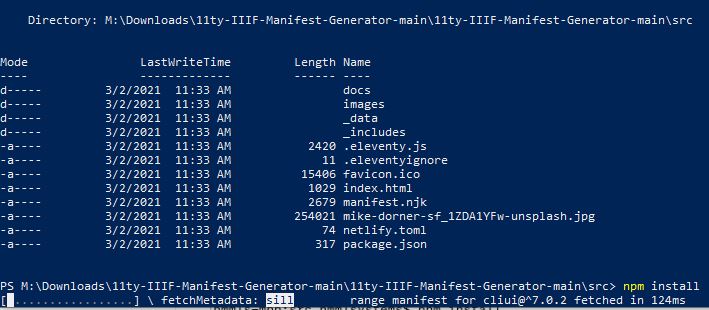 Directory: M:\Downloads\11ty-IIIF-Manifest-Generator-main\11ty-IIIF-Manifest-Generator-main\src
Mode LastWriteTime Length Name
---- ------------- ------ ----
d----- 3/2/2021 11:33 AM docs
d----- 3/2/2021 11:33 AM images
d----- 3/2/2021 11:33 AM _data
d----- 3/2/2021 11:33 AM _includes
-a---- 3/2/2021 11:33 AM 2420 .eleventy.js
-a---- 3/2/2021 11:33 AM 11 .eleventyignore
-a---- 3/2/2021 11:33 AM 15406 favicon.ico
-a---- 3/2/2021 11:33 AM 1029 index.html
-a---- 3/2/2021 11:33 AM 2679 manifest.njk
-a---- 3/2/2021 11:33 AM 254021 mike-dorner-sf_1ZDA1YFw-unsplash.jpg
-a---- 3/2/2021 11:33 AM 74 netlify.toml
-a---- 3/2/2021 11:33 AM 317 package.json
PS M:\Downloads\11ty-IIIF-Manifest-Generator-main\11ty-IIIF-Manifest-Generator-main\src> npm install
[ .................] \ fetchMetadata: sill range manifest for cliui@^7.0.2 fetched in 124ms